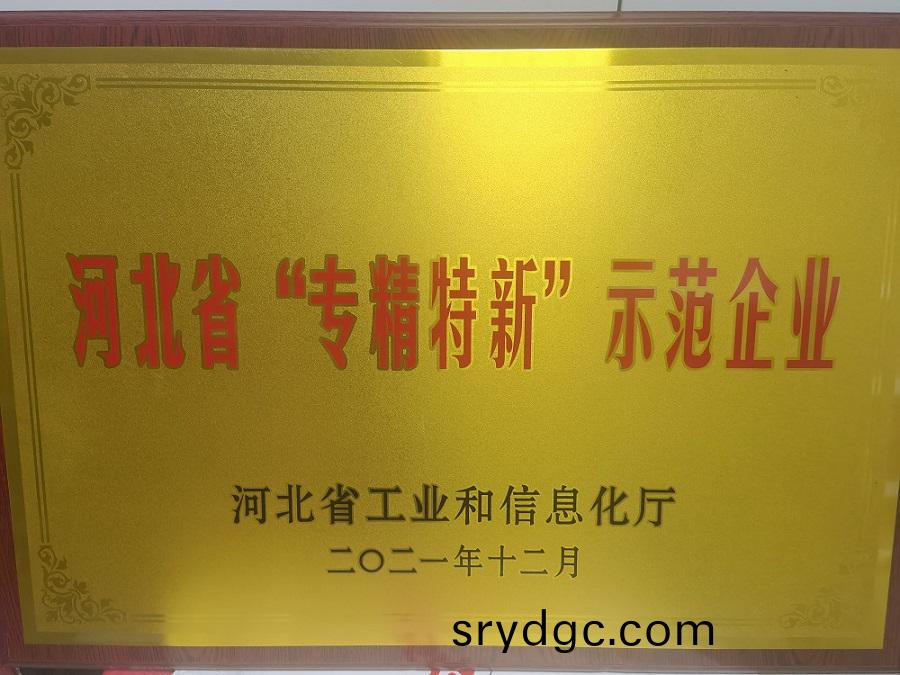 河北省“专精特新”示范企业
河北省工业和信息化厅
二〇二一年十二月
srydgc.com